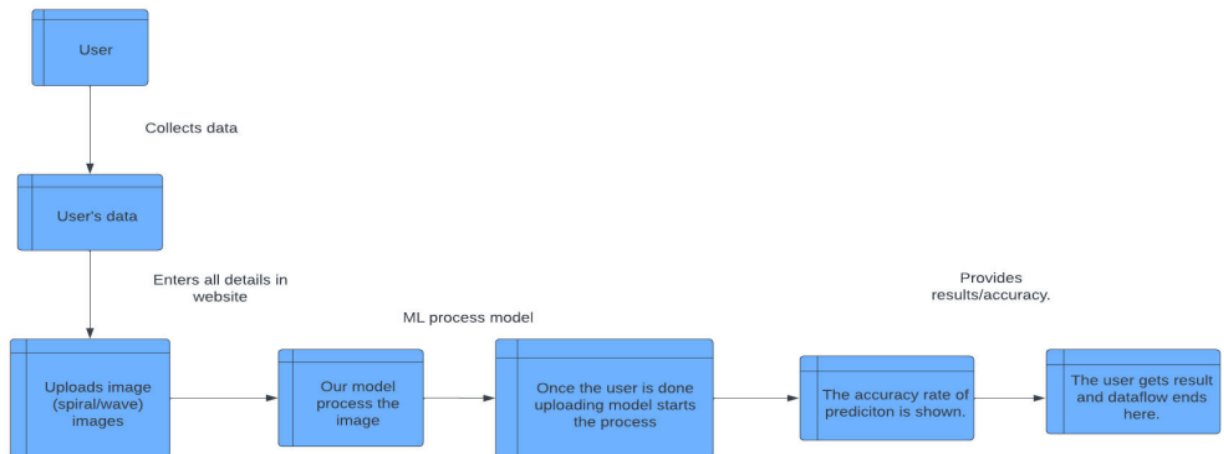 User
Collects data
User's data
Enters all details in
website
Provides
results/accuracy.
ML process model
Uploads image
(spiral/wave)
images
Our model
process the
image
Once the user is done
uploading model starts
the process
The accuracy rate of
prediciton is shown.
The user gets result
and dataflow ends
here.